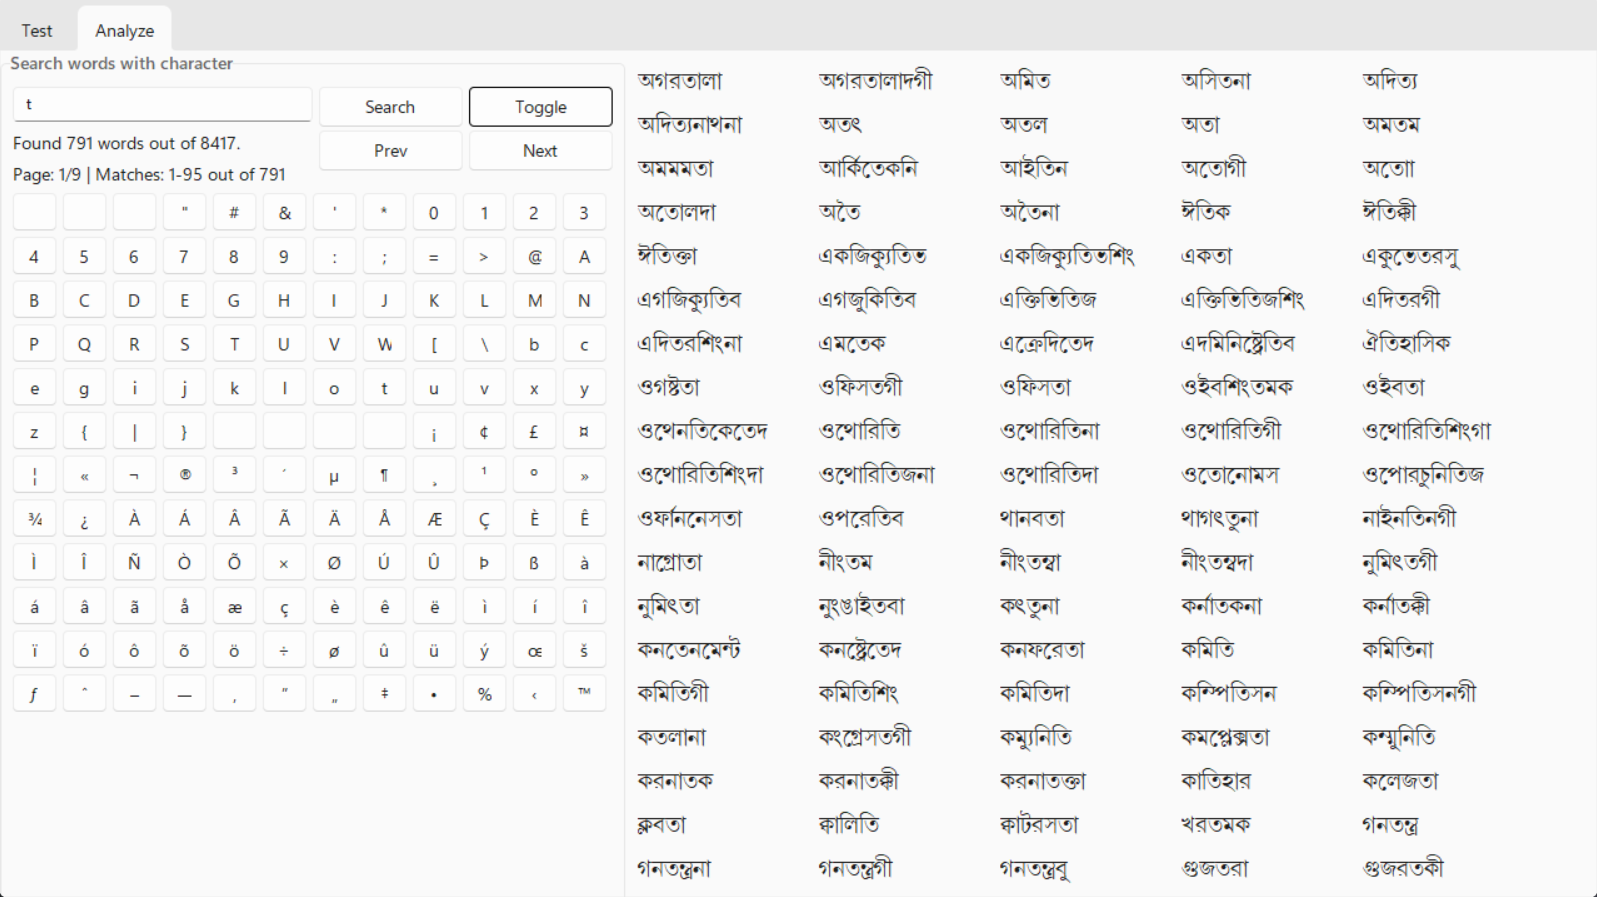 Test Analyze
Search words with character
t Search Toggle
Found 791 words out of 8417.
Prev Next
Page: 1/9 | Matches: 1-95 out of 791
" # & ' * 0 1 2 3
4 5 6 7 8 9 : ; = > @ A
B C D E G H I J K L M N
P Q R S T U V W [ \ b c
e g i j k l o t u v x y
z { | } ¡ ¢ £ ¤
¦ « ¬ ® ³ ´ µ ¶ ¸ ¹ º »
¾ ¿ À Á Â Ã Ä Å Æ Ç È Ê
Ì Î Ñ Ò Õ × Ø Ú Û Þ ß à
á â ã å æ ç è ê ë ì í î
ï ó ô õ ö ÷ ø û ü ý œ š
ƒ ˆ – — ‚ " „ ‡ • % ‹ ™
অগরতালা অগরতালাদগী অমিত অসিতনা অদিত্য
অদিত্যনাথনা অতৎ অতল অতা অমতম
অমমমতা আর্কিতেকনি আইতিন অতোগী অতোা
অতোলদা অতৈ অতৈনা ঈতিক ঈতিক্কী
ঈতিক্তা একজিক্যুতিভ একজিক্যুতিভশিং একতা একুভেতরসু
এগজিক্যুতিব এগজুকিতিব এক্তিভিতিজ এক্তিভিতিজশিং এদিতরগী
এদিতরশিংনা এমতেক এক্রেদিতেদ এদমিনিষ্ট্রেতিব ঐতিহাসিক
ওগষ্টতা ওফিসতগী ওফিসতা ওইবশিংতমক ওইবতা
ওথেনতিকেতেদ ওথোরিতি ওথোরিতিনা ওথোরিতিগী ওথোরিতিশিংগা
ওথোরিতিশিংদা ওথোরিতিজনা ওথোরিতিদা ওতোনোমস ওপোরচুনিতিজ
ওর্ফাননেসতা ওপরেতিব থানবতা থাগৎতুনা নাইনতিনগী
নাগ্রোতা নীংতম নীংতম্বা নীংতম্বদা নুমিৎতগী
নুমিৎতা নুংঙাইতবা কৎতুনা কর্নাতকনা কর্নাতক্কী
কনতেনমেন্ট কনষ্ট্রেতেদ কনফরেতা কমিতি কমিতিনা
কমিতিগী কমিতিশিং কমিতিদা কম্পিতিসন কম্পিতিসনগী
কতলানা কংগ্রেসতগী কম্যুনিতি কমপ্লেক্সতা কম্মুনিতি
করনাতক করনাতক্কী করনাতক্তা কাতিহার কলেজতা
ক্লবতা ক্বালিতি ক্বাটরসতা খরতমক গনতন্ত্র
গনতন্ত্রনা গনতন্ত্রগী গনতন্ত্রবু গুজতরা গুজরতকী